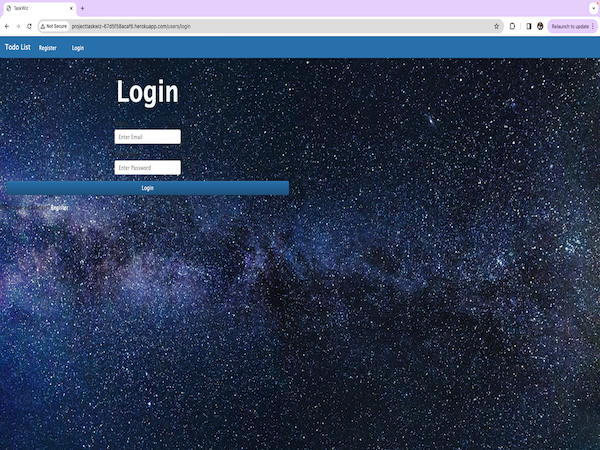 TaskWiz
Not Secure
projecttaskwiz-67d5f58acaf6.herokuapp.com/users/login
Relaunch to update
Todo List Register Login
Login
Enter Email
Enter Password
Login
Register